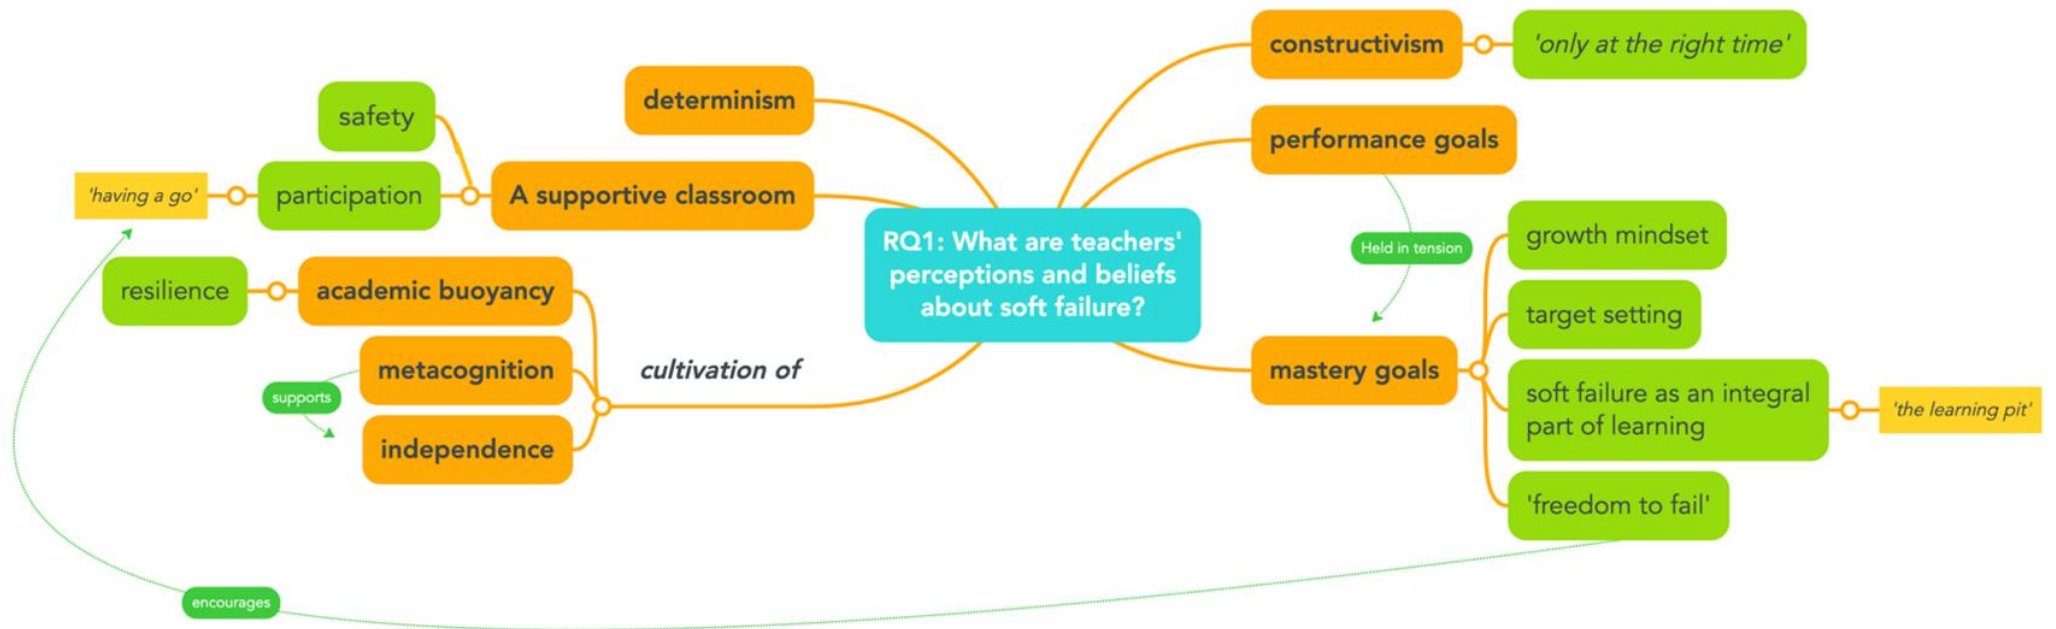 constructivism
'only at the right time'
determinism
safety
performance goals
'having a go'
participation
A supportive classroom
RQ1: What are teachers'
perceptions and beliefs
about soft failure?
Held in tension
growth mindset
resilience
academic buoyancy
target setting
cultivation of
metacognition
supports
independence
mastery goals
soft failure as an integral
part of learning
'the learning pit'
'freedom to fail'
encourages